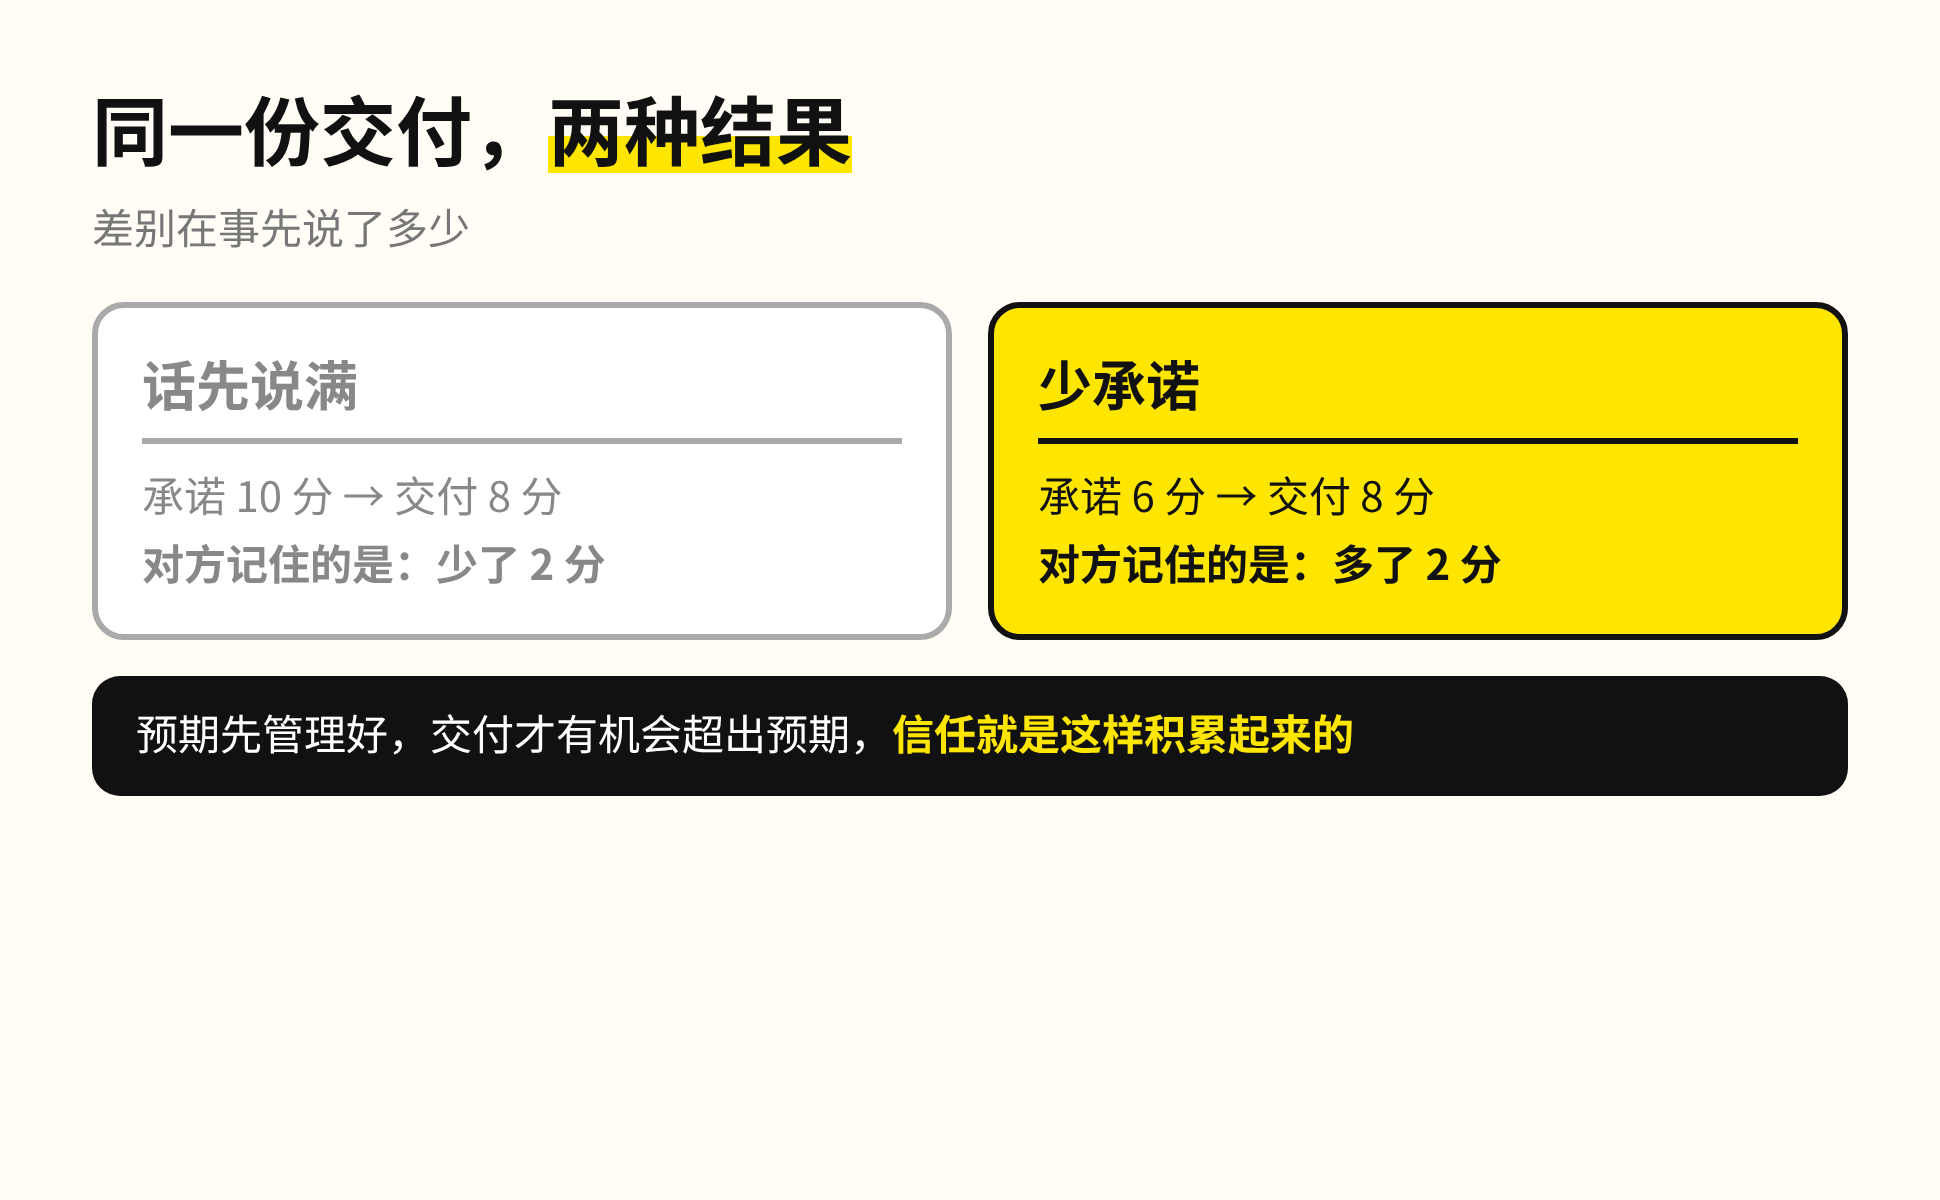 同一份交付，两种结果
差别在事先说了多少
话先说满
承诺 10 分 → 交付 8 分
对方记住的是：少了 2 分
少承诺
承诺 6 分 → 交付 8 分
对方记住的是：多了 2 分
预期先管理好，交付才有机会超出预期，信任就是这样积累起来的